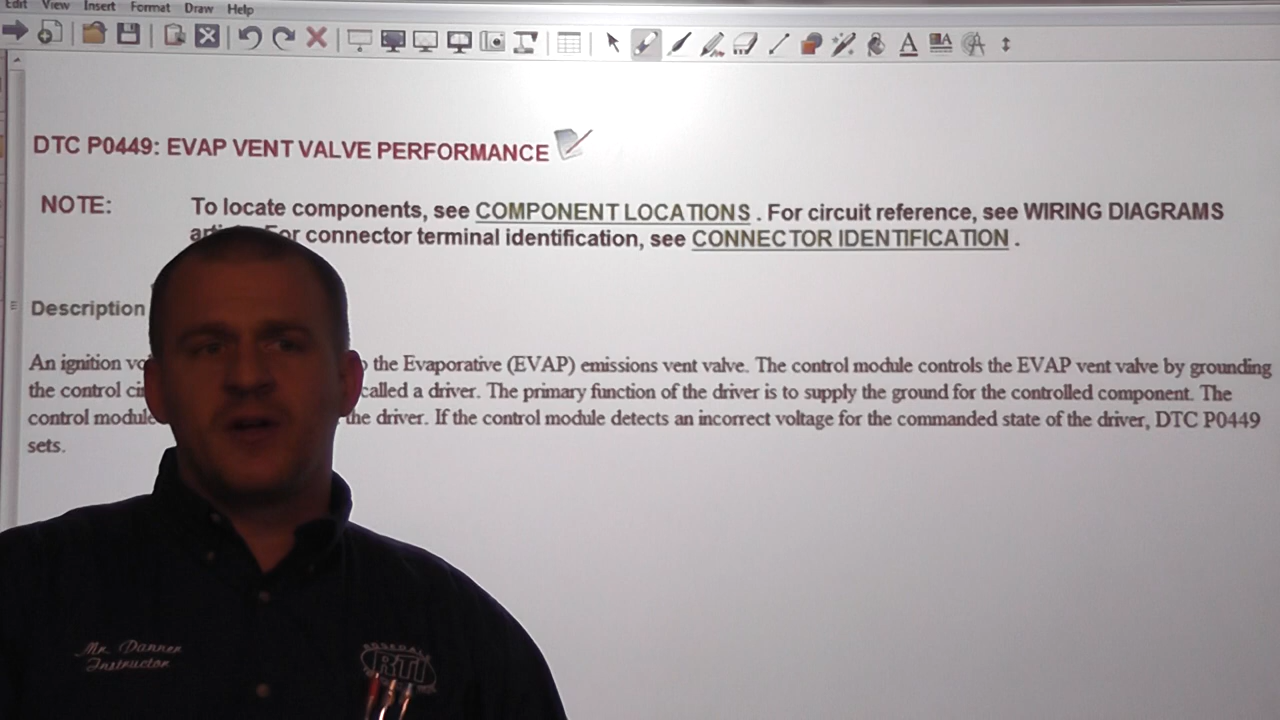 Edit View Insert Format Draw Help
DTC P0449: EVAP VENT VALVE PERFORMANCE
NOTE: To locate components, see COMPONENT LOCATIONS . For circuit reference, see WIRING DIAGRAMS
For connector terminal identification, see CONNECTOR IDENTIFICATION .
Description
An ignition the Evaporative (EVAP) emissions vent valve. The control module controls the EVAP vent valve by grounding
the control called a driver. The primary function of the driver is to supply the ground for the controlled component. The
control module the driver. If the control module detects an incorrect voltage for the commanded state of the driver, DTC P0449
sets.
Mr. Danner
Instructor
RTI